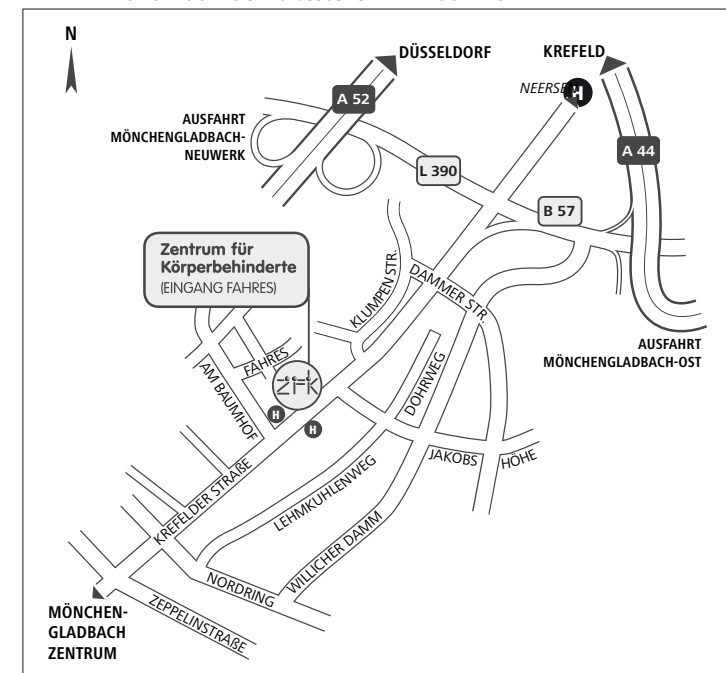 N
DÜSSELDORF
KREFELD
NEERSEN
H
A 52
AUSFAHRT
MÖNCHENGLADBACH-
NEUWERK
A 44
L 390
B 57
Zentrum für
Körperbehinderte
(EINGANG FAHRES)
KLUMPEN STR.
DAMMER STR.
AUSFAHRT
MÖNCHENGLADBACH-OST
FAHRES
AM BAUMHOF
ZFK
DOHRWEG
H
H
JAKOBS
HÖHE
KREFELDER STRAßE
LEHMKUHLENWEG
WILLICHER DAMM
NORDRING
ZEPPELINSTRAßE
MÖNCHEN-
GLADBACH
ZENTRUM